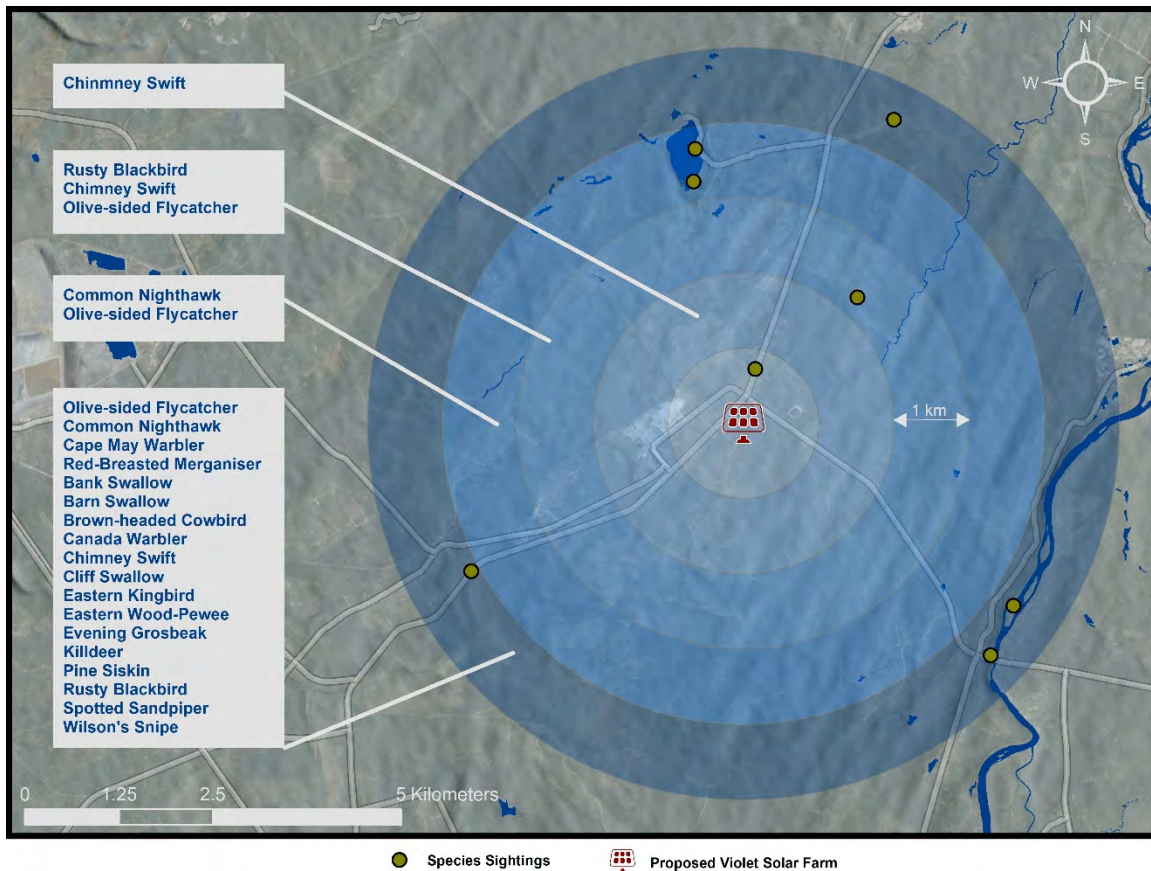 Chinmney Swift
Rusty Blackbird
Chimney Swift
Olive-sided Flycatcher
Common Nighthawk
Olive-sided Flycatcher
Olive-sided Flycatcher
Common Nighthawk
Cape May Warbler
Red-Breasted Merganiser
Bank Swallow
Barn Swallow
Brown-headed Cowbird
Canada Warbler
Chimney Swift
Cliff Swallow
Eastern Kingbird
Eastern Wood-Pewee
Evening Grosbeak
Killdeer
Pine Siskin
Rusty Blackbird
Spotted Sandpiper
Wilson's Snipe
N
W E
S
1 km
0 1.25 2.5 5 Kilometers
Species Sightings Proposed Violet Solar Farm